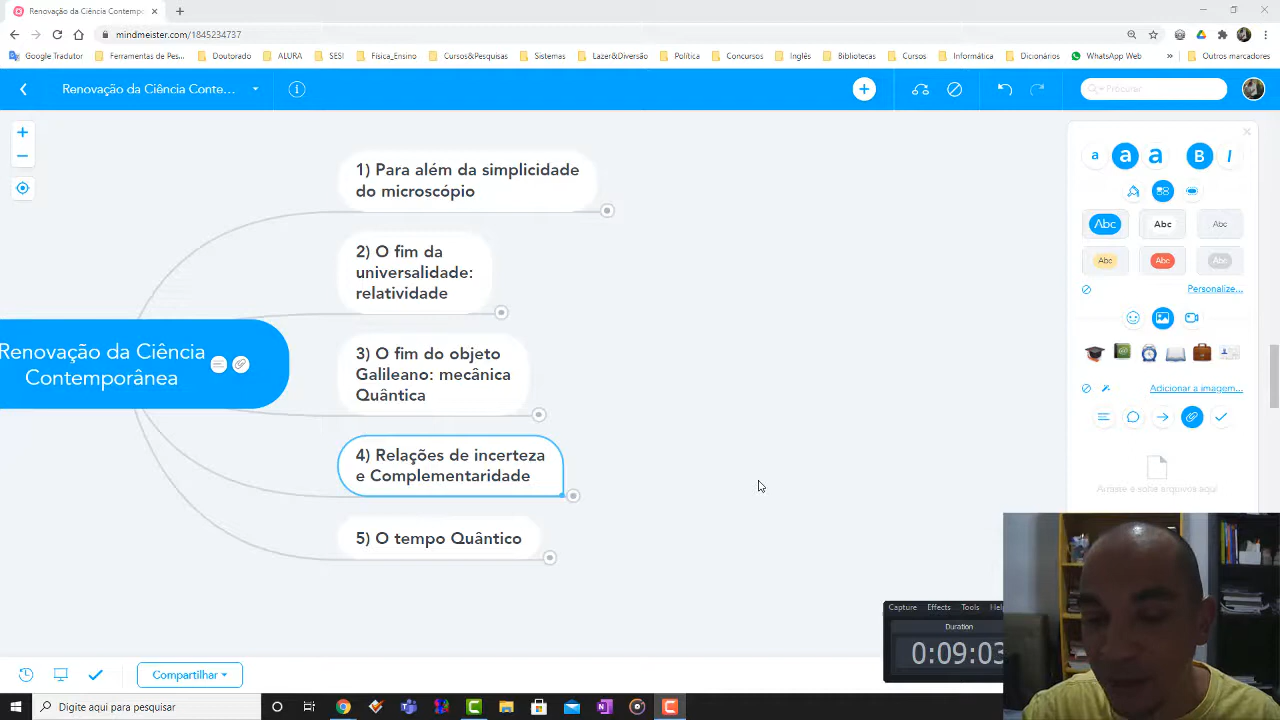 Renovação da Ciência Contemp
mindmeister.com/1845234737
Google Tradutor
Ferramentas de Pes...
Doutorado
ALURA
SESI
Física_Ensino
Cursos&Pesquisas
Sistemas
Lazer&Diversão
Política
Concursos
Inglês
Bibliotecas
Cursos
Informática
Dicionários
WhatsApp Web
»
Outros marcadores
Renovação da Ciência Conte...
Procurar
1) Para além da simplicidade
do microscópio
2) O fim da
universalidade:
relatividade
3) O fim do objeto
Galileano: mecânica
Quântica
Renovação da Ciência
Contemporânea
4) Relações de incerteza
e Complementaridade
5) O tempo Quântico
a a a B I
Abc Abc Abc
Abc Abc Abc
Personalize...
Adicionar a imagem...
Arraste e solte arquivos aqui
Capture Effects Tools Hel
Duration
0:09:03
Compartilhar
Digite aqui para pesquisar